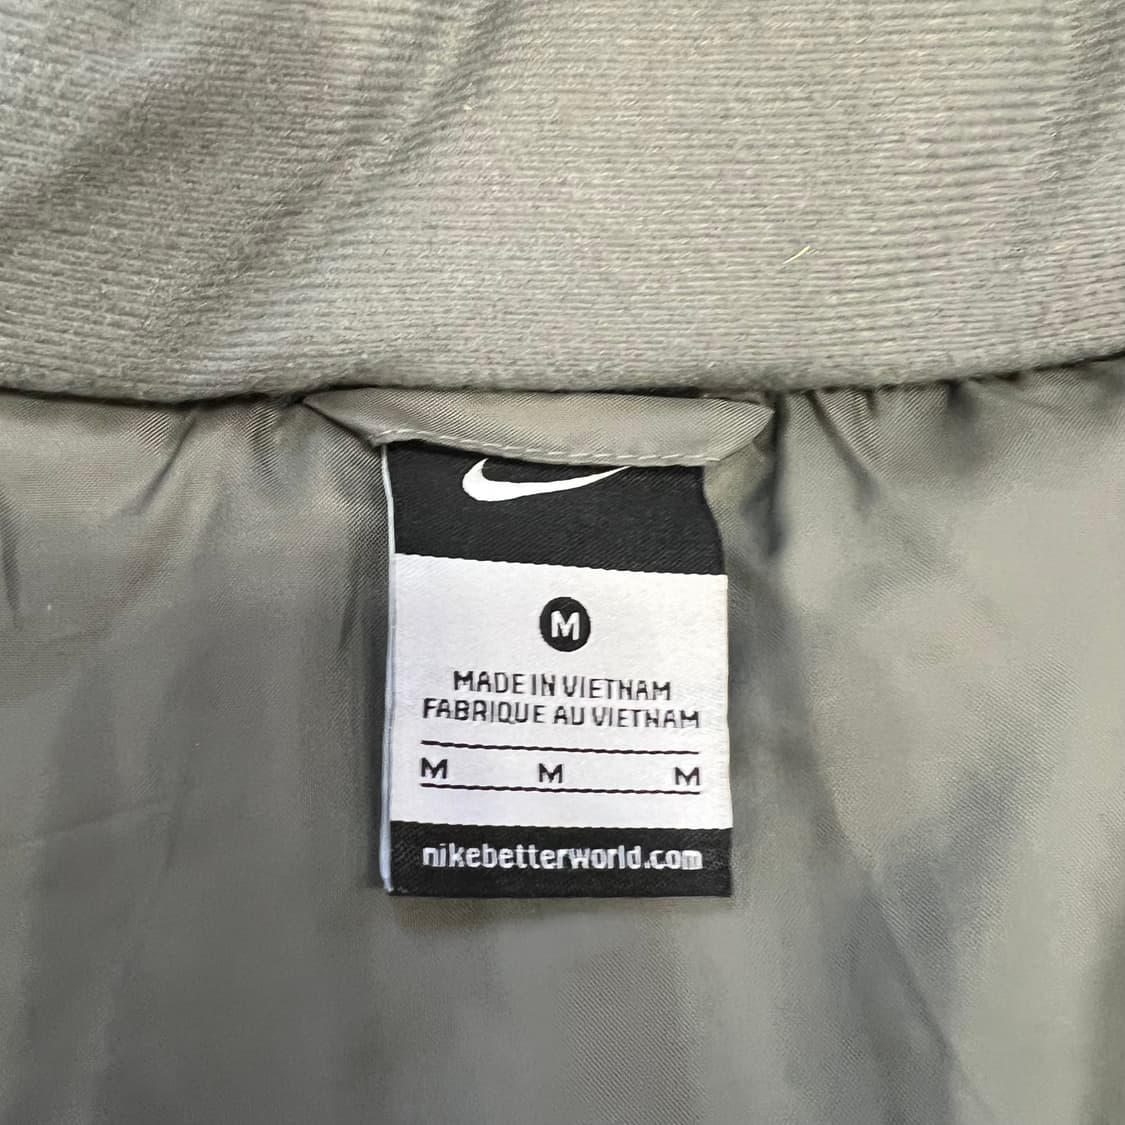 M
MADE IN VIETNAM
FABRIQUE AU VIETNAM
M M M
nikebetterworld.com